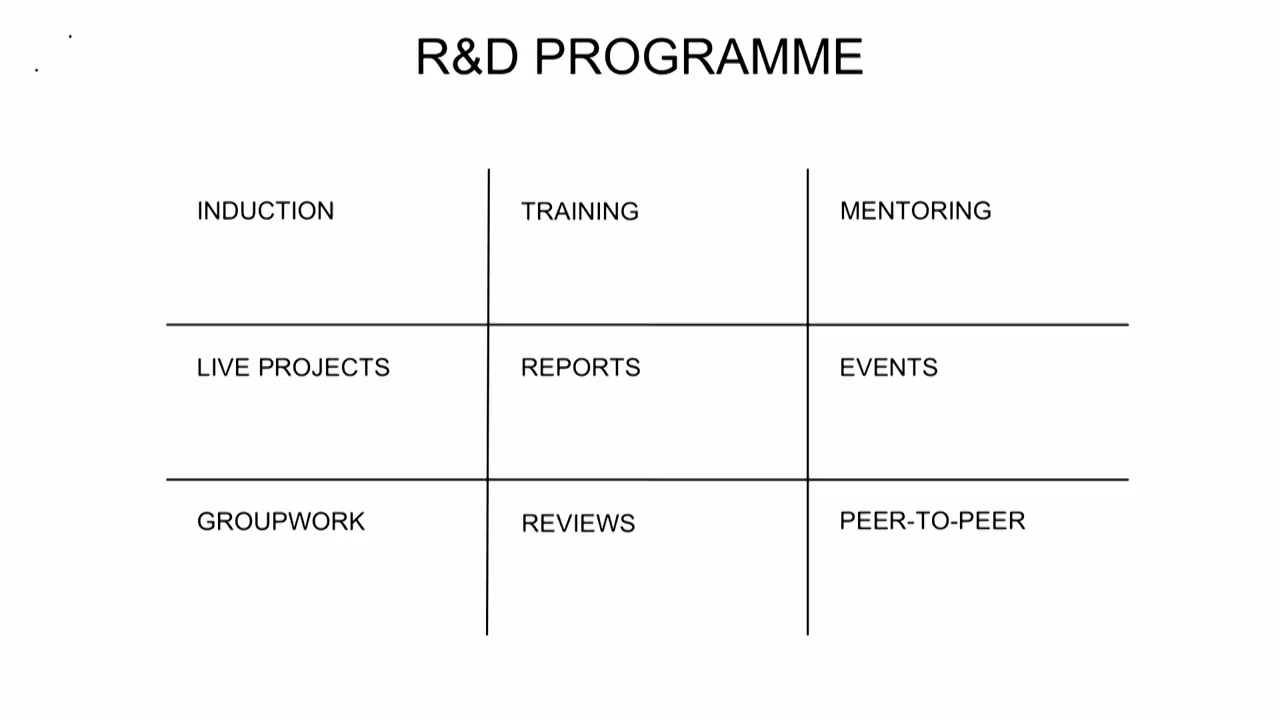 R&D PROGRAMME
INDUCTION
TRAINING
MENTORING
LIVE PROJECTS
REPORTS
EVENTS
GROUPWORK
REVIEWS
PEER-TO-PEER